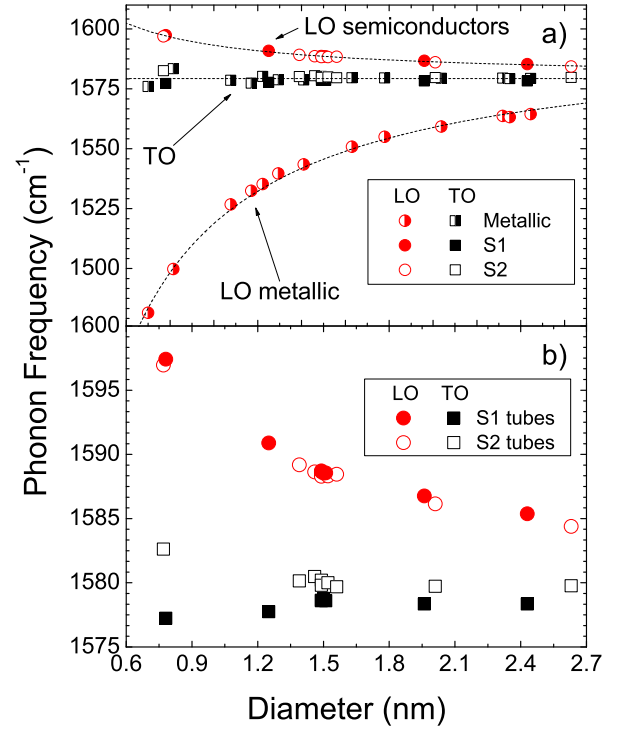 1600
LO semiconductors
a)
1575
TO
1550
1525
LO TO
Metallic
S1
S2
1500
LO metallic
1600
b)
1595
LO TO
S1 tubes
S2 tubes
1590
1585
1580
1575
0.6 0.9 1.2 1.5 1.8 2.1 2.4 2.7
Diameter (nm)
Phonon Frequency (cm⁻¹)